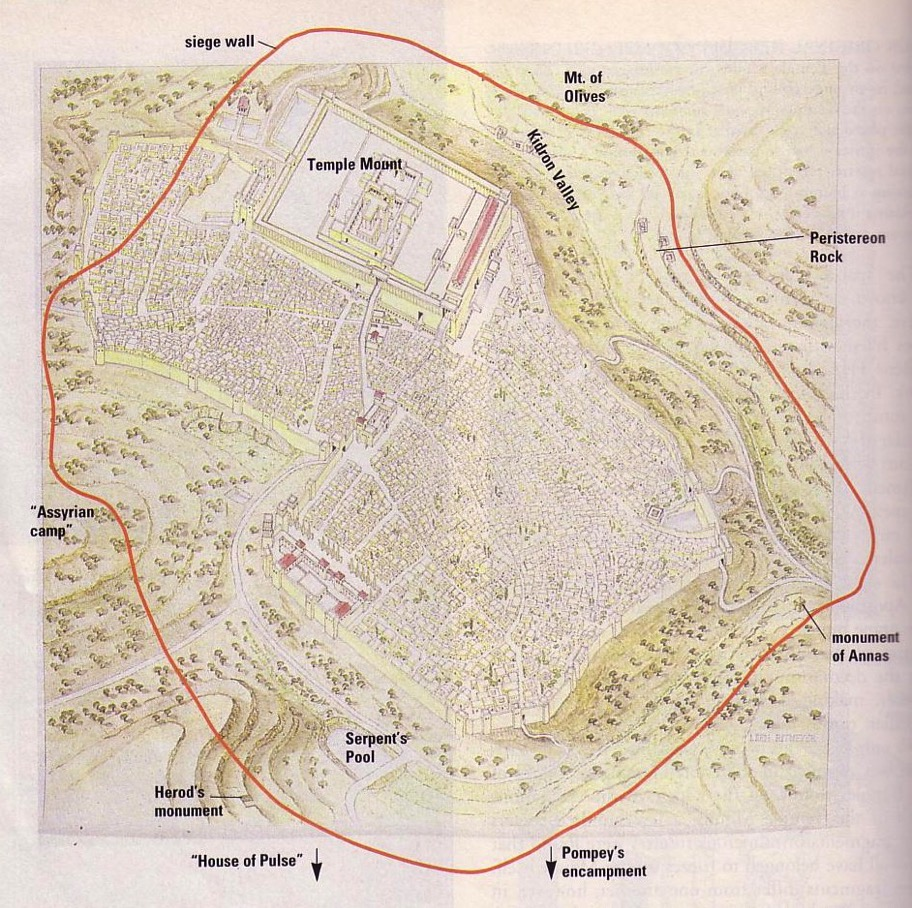 siege wall
Mt. of
Olives
Kidron Valley
Temple Mount
Peristereon
Rock
"Assyrian
camp"
monument
of Annas
Serpent's
Pool
Herod's
monument
"House of Pulse"
Pompey's
encampment